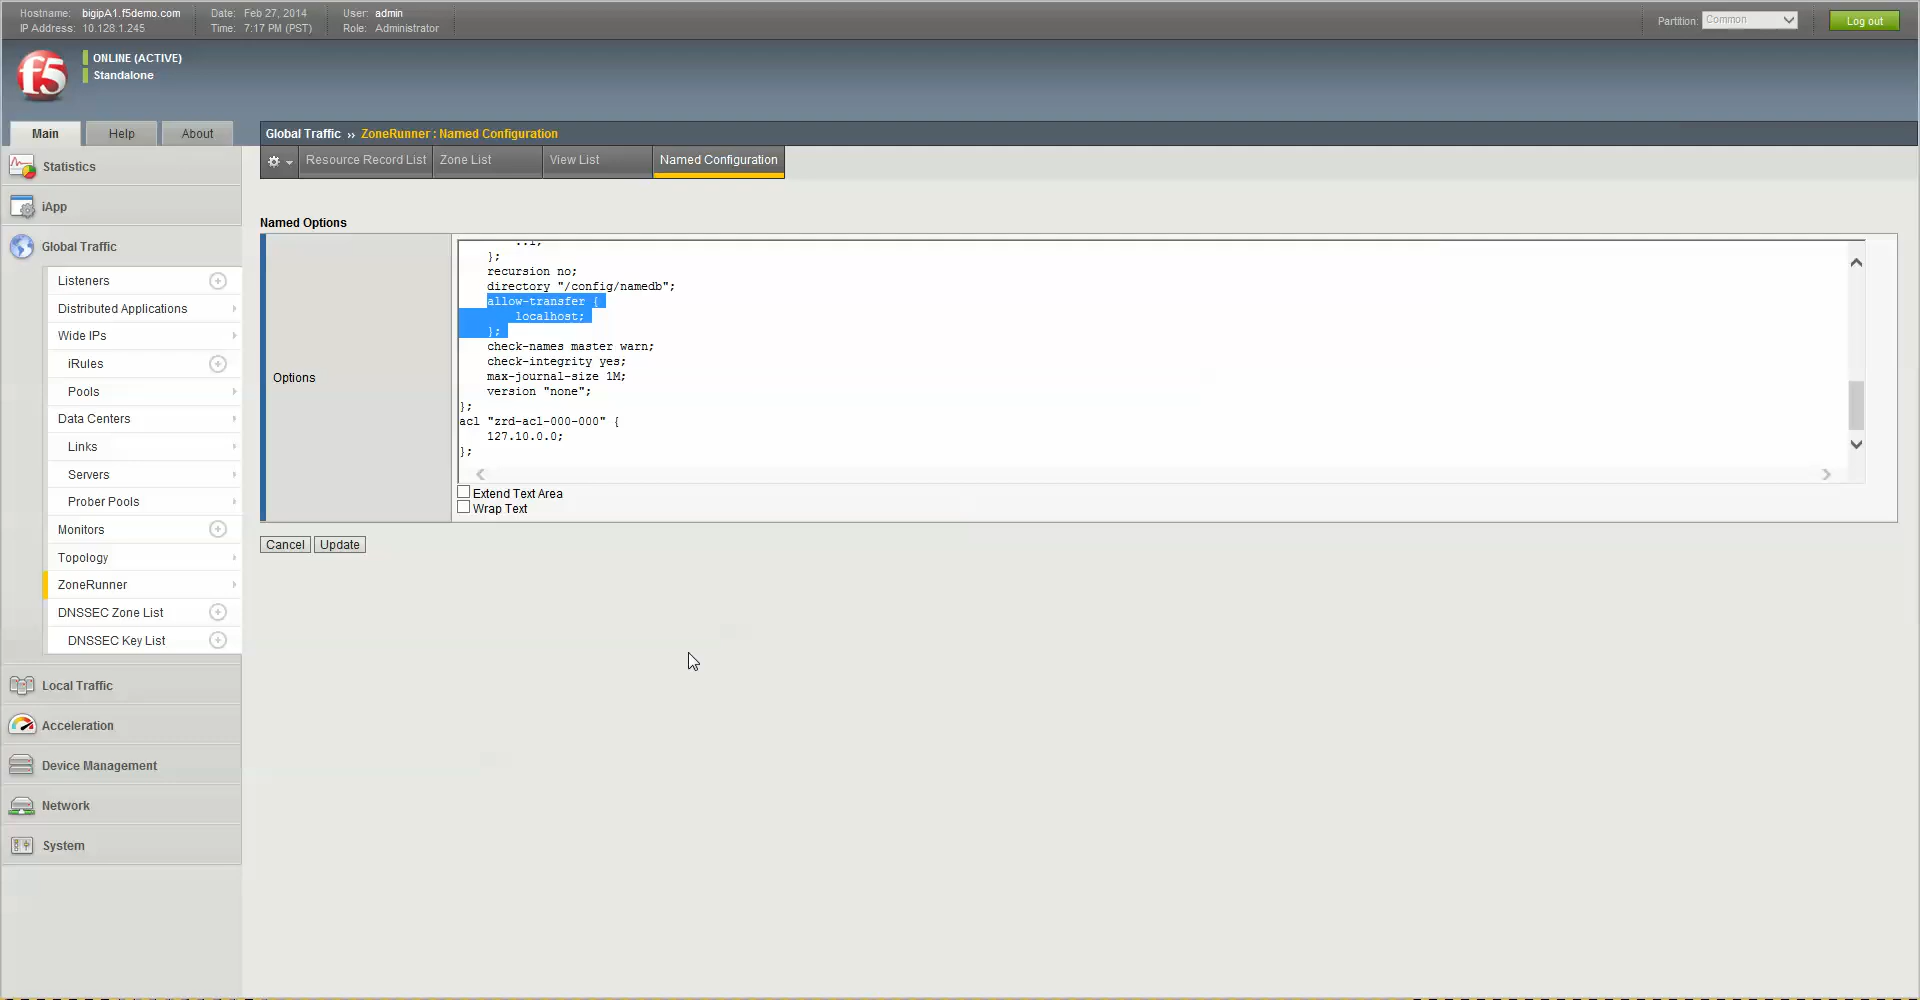 Hostname: bigipA1.f5demo.com Date: Feb 27, 2014 User: admin
IP Address: 10.128.1.245 Time: 7:17 PM (PST) Role: Administrator
Partition: Common Log out
f5
ONLINE (ACTIVE)
Standalone
Main Help About
Global Traffic ›› ZoneRunner : Named Configuration
Resource Record List Zone List View List Named Configuration
Statistics
iApp
Global Traffic
Listeners
Distributed Applications
Wide IPs
iRules
Pools
Data Centers
Links
Servers
Prober Pools
Monitors
Topology
ZoneRunner
DNSSEC Zone List
DNSSEC Key List
Local Traffic
Acceleration
Device Management
Network
System
Named Options
Options
};
recursion no;
directory "/config/namedb";
allow-transfer {
localhost;
};
check-names master warn;
check-integrity yes;
max-journal-size 1M;
version "none";
};
acl "zrd-acl-000-000" {
127.10.0.0;
};
Extend Text Area
Wrap Text
Cancel Update